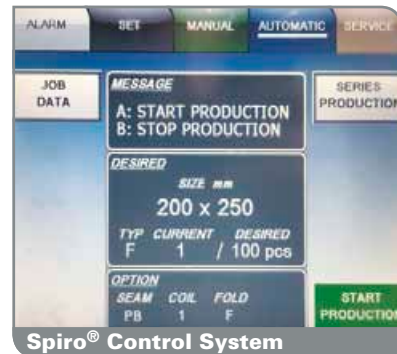 ALARM SET MANUAL AUTOMATIC SERVICE
JOB DATA
MESSAGE
A: START PRODUCTION
B: STOP PRODUCTION
SERIES PRODUCTION
DESIRED
SIZE mm
200 x 250
TYP CURRENT DESIRED
F 1 / 100 pcs
OPTION
SEAM COIL FOLD
PB 1 F
START PRODUCTION
Spiro® Control System